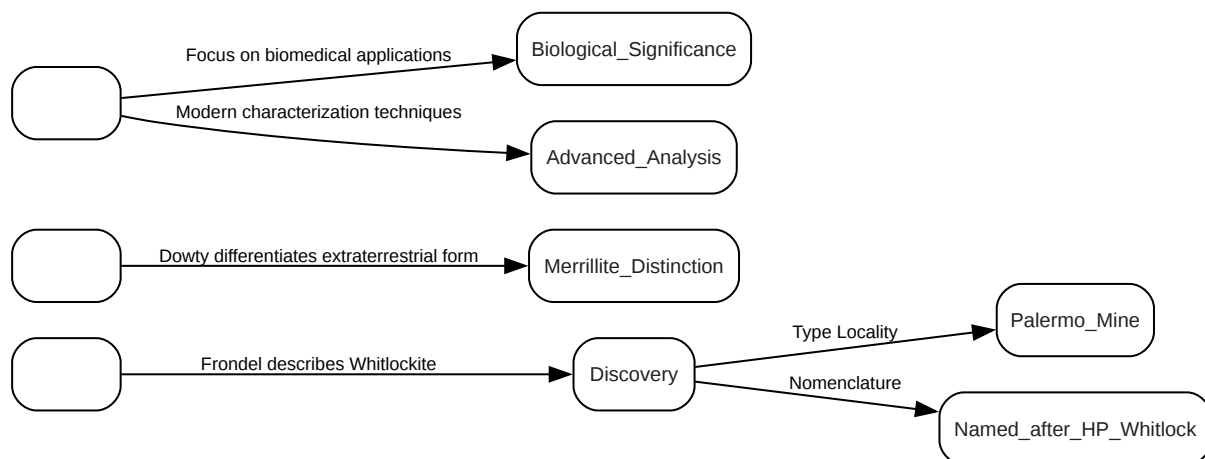 Focus on biomedical applications
Biological_Significance
Modern characterization techniques
Advanced_Analysis
Dowty differentiates extraterrestrial form
Merrillite_Distinction
Frondel describes Whitlockite
Discovery
Type Locality
Palermo_Mine
Nomenclature
Named_after_HP_Whitlock